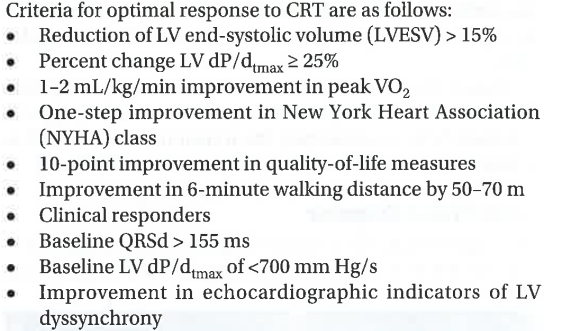 Criteria for optimal response to CRT are as follows:
• Reduction of LV end-systolic volume (LVESV) > 15%
• Percent change LV dP/dtmax ≥ 25%
• 1–2 mL/kg/min improvement in peak VO2
• One-step improvement in New York Heart Association
(NYHA) class
• 10-point improvement in quality-of-life measures
• Improvement in 6-minute walking distance by 50–70 m
• Clinical responders
• Baseline QRSd > 155 ms
• Baseline LV dP/dtmax of <700 mm Hg/s
• Improvement in echocardiographic indicators of LV
dyssynchrony